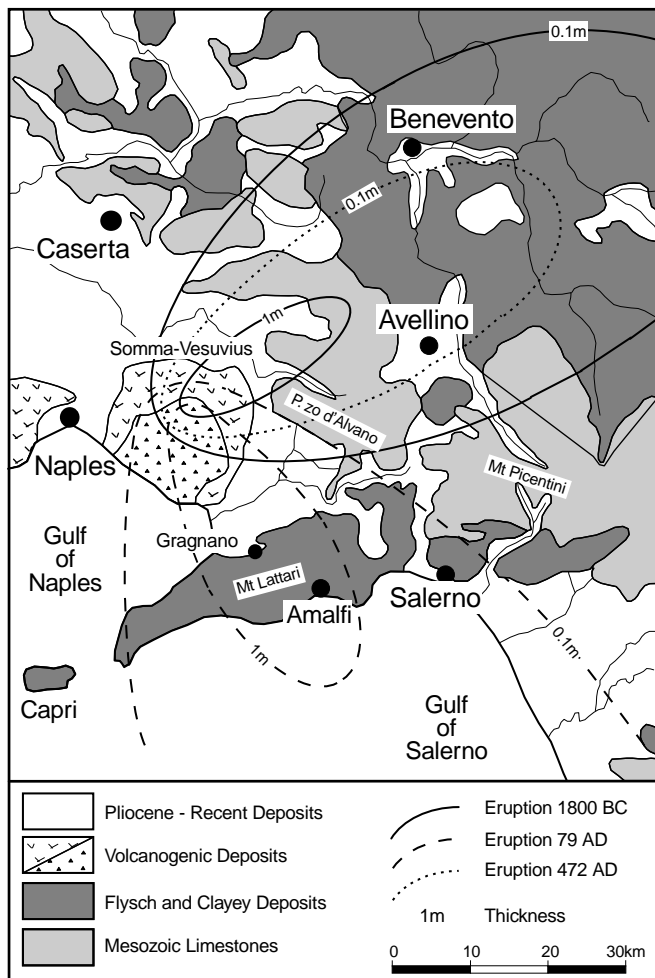 0.1m
Benevento
0.1m
Caserta
1m
Avellino
Somma-Vesuvius
P. zo d'Alvano
Naples
Mt Picentini
Gulf
of
Naples
Gragnano
Mt Lattari
Amalfi
Salerno
1m
0.1m.
Capri
Gulf
of
Salerno
Pliocene - Recent Deposits
Volcanogenic Deposits
Flysch and Clayey Deposits
Mesozoic Limestones
Eruption 1800 BC
Eruption 79 AD
Eruption 472 AD
1m Thickness
0 10 20 30km